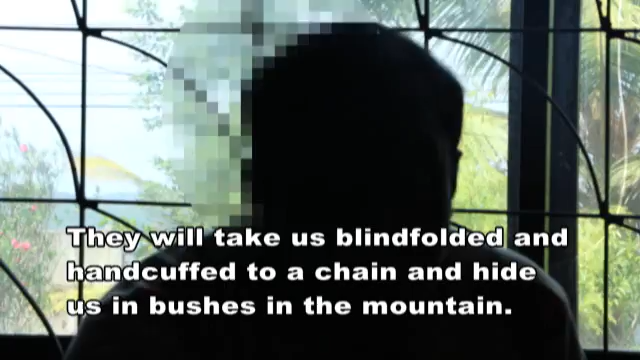 They will take us blindfolded and
handcuffed to a chain and hide
us in bushes in the mountain.